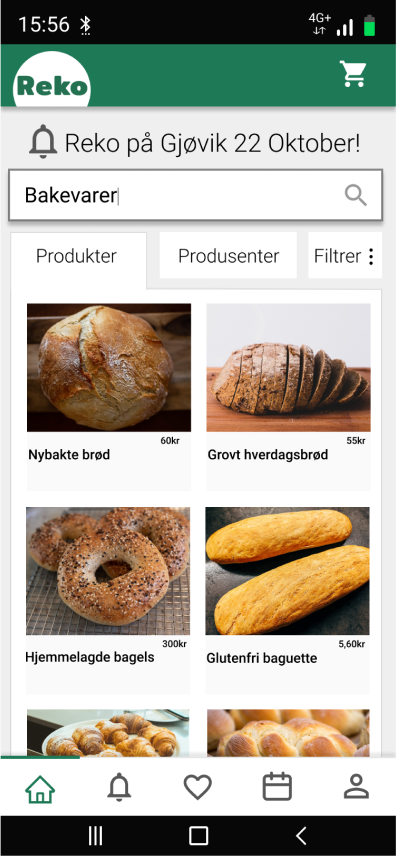 15:56
4G+
Reko
Reko på Gjøvik 22 Oktober!
Bakevarer
Produkter
Produsenter
Filtrer
60kr
Nybakte brød
55kr
Grovt hverdagsbrød
300kr
Hjemmelagde bagels
5,60kr
Glutenfri baguette